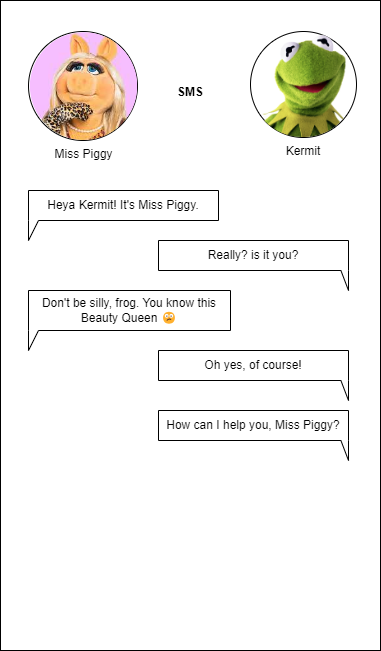 SMS
Miss Piggy
Kermit
Heya Kermit! It's Miss Piggy.
Really? is it you?
Don't be silly, frog. You know this
Beauty Queen 😩
Oh yes, of course!
How can I help you, Miss Piggy?